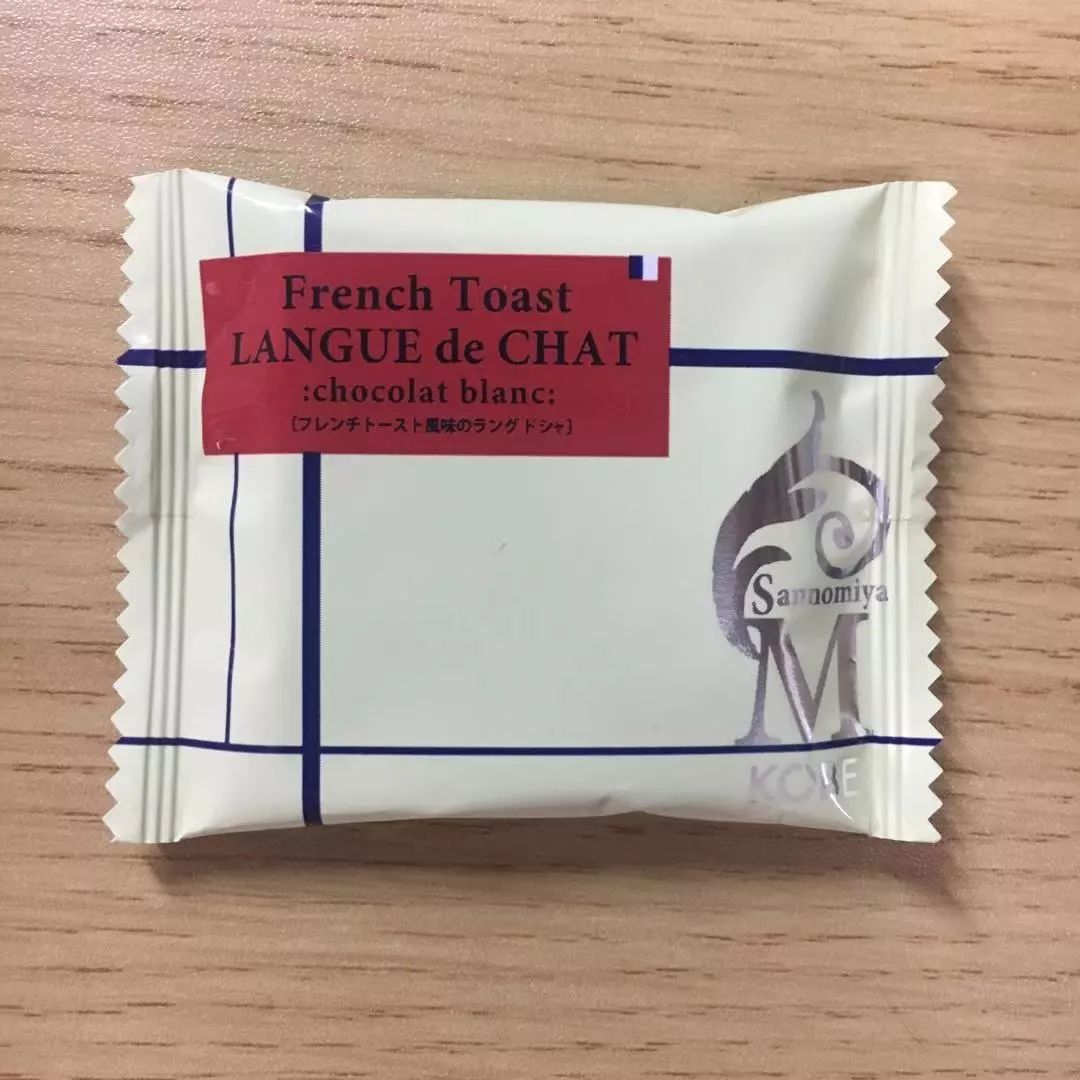 French Toast
LANGUE de CHAT
:chocolat blanc:
[フレンチトースト風味のラングドシャ]
Sannomiya
M
KOBE